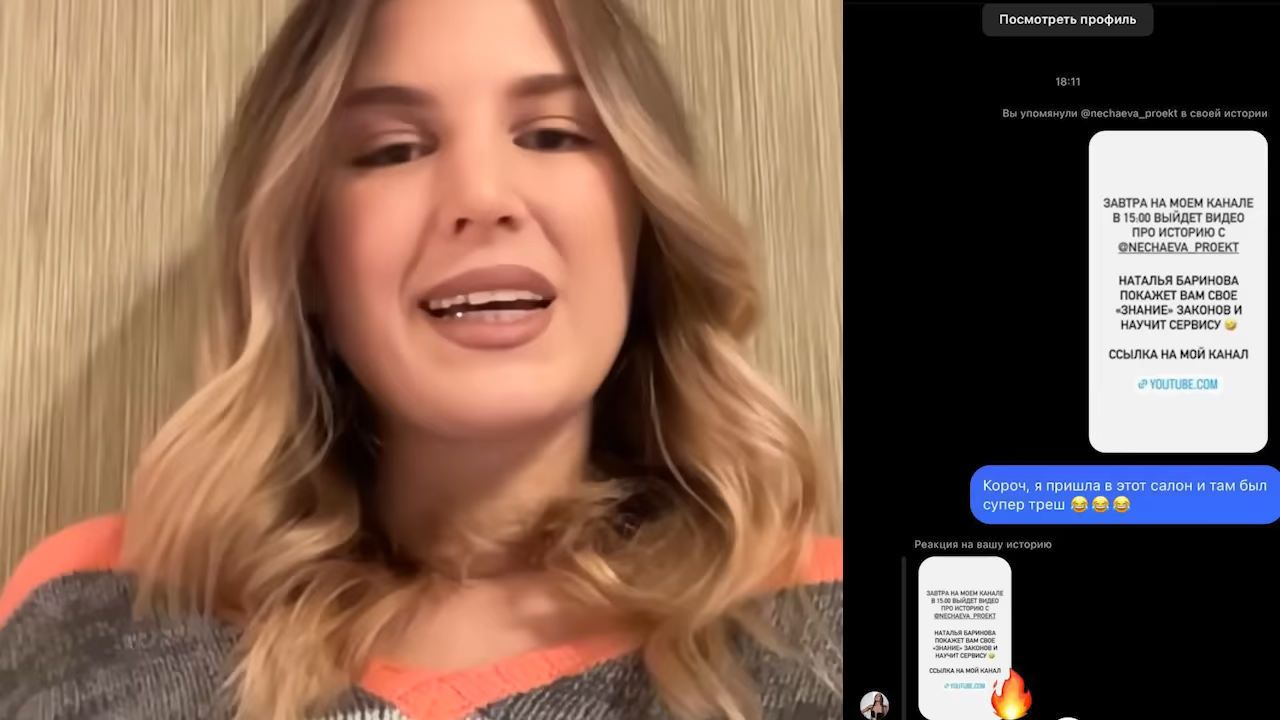 Посмотреть профиль
18:11
Вы упомянули @nechaeva_proekt в своей истории
ЗАВТРА НА МОЕМ КАНАЛЕ
В 15:00 ВЫЙДЕТ ВИДЕО
ПРО ИСТОРИЮ С
@NECHAEVA_PROEKT
НАТАЛЬЯ БАРИНОВА
ПОКАЖЕТ ВАМ СВОЕ
«ЗНАНИЕ» ЗАКОНОВ И
НАУЧИТ СЕРВИСУ 🤣
ССЫЛКА НА МОЙ КАНАЛ
YOUTUBE.COM
Короч, я пришла в этот салон и там был
супер треш 😂😂😂
Реакция на вашу историю
ЗАВТРА НА МОЕМ КАНАЛЕ
В 15:00 ВЫЙДЕТ ВИДЕО
ПРО ИСТОРИЮ С
@NECHAEVA_PROEKT
НАТАЛЬЯ БАРИНОВА
ПОКАЖЕТ ВАМ СВОЕ
«ЗНАНИЕ» ЗАКОНОВ И
НАУЧИТ СЕРВИСУ 🤣
ССЫЛКА НА МОЙ КАНАЛ
YOUTUBE.COM